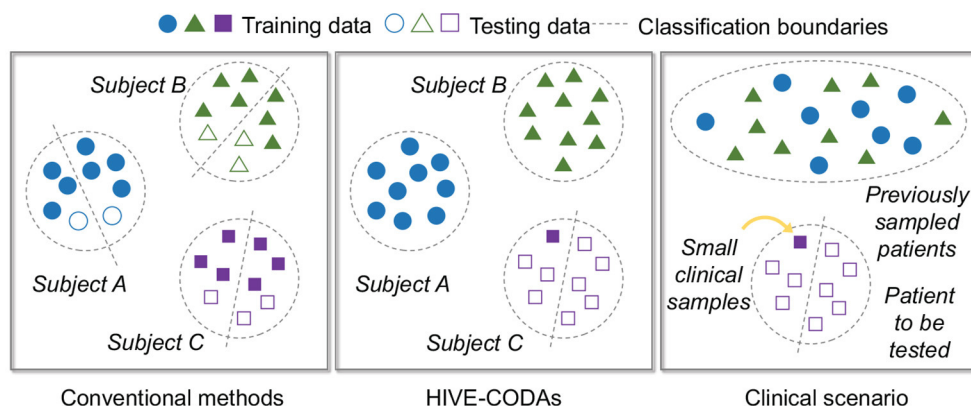 Training data Testing data Classification boundaries
Subject B
Subject A
Subject C
Subject B
Subject A
Subject C
Previously
sampled
patients
Small
clinical
samples
Patient
to be
tested
Conventional methods
HIVE-CODAs
Clinical scenario